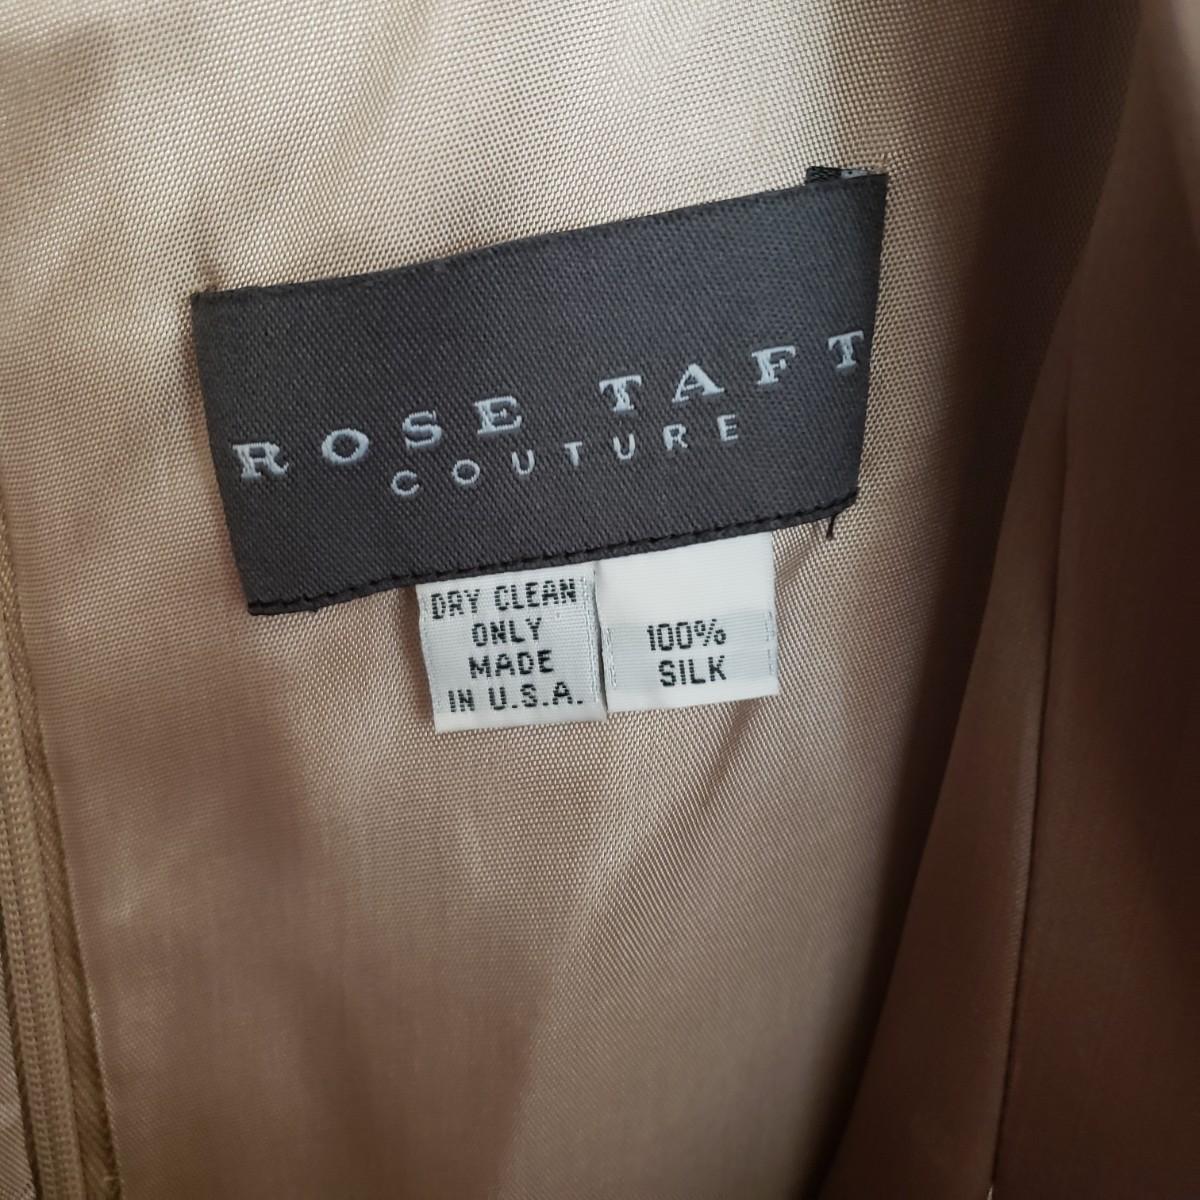 ROSE TAFT
COUTURE
DRY CLEAN
ONLY
MADE
IN U.S.A.
100%
SILK